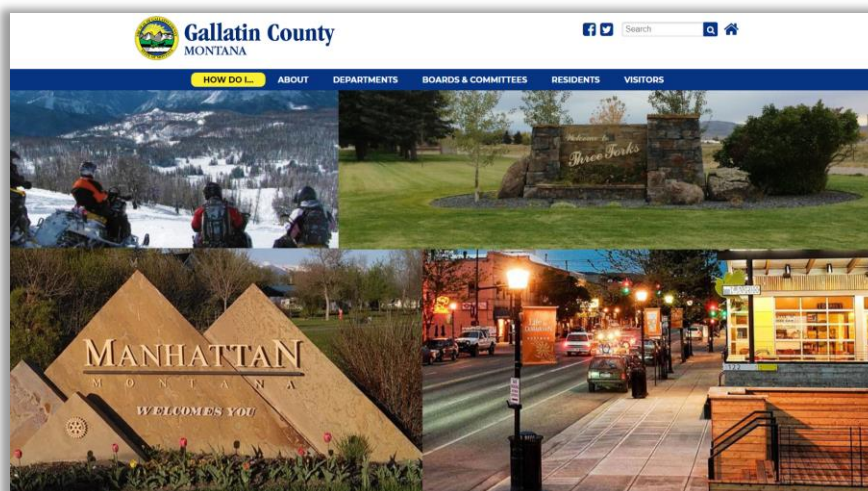 Gallatin County
MONTANA
Search
HOW DO I...
ABOUT
DEPARTMENTS
BOARDS & COMMITTEES
RESIDENTS
VISITORS
Welcome to
Three Forks
MANHATTAN
MONTANA
WELCOMES YOU
122